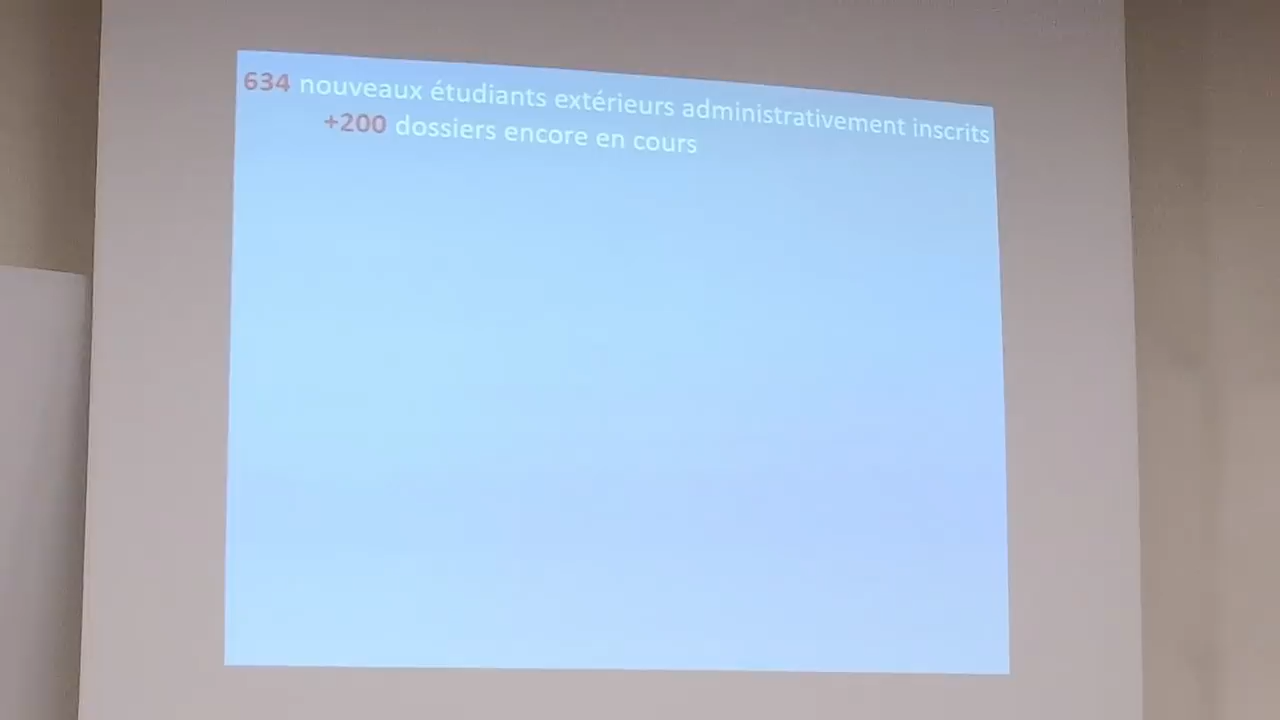 634 nouveaux étudiants extérieurs administrativement inscrits
+200 dossiers encore en cours